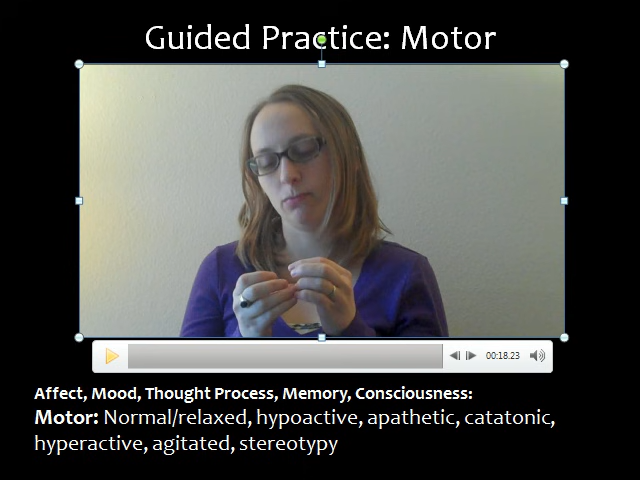 Guided Practice: Motor
00:18.23
Affect, Mood, Thought Process, Memory, Consciousness:
Motor: Normal/relaxed, hypoactive, apathetic, catatonic,
hyperactive, agitated, stereotypy